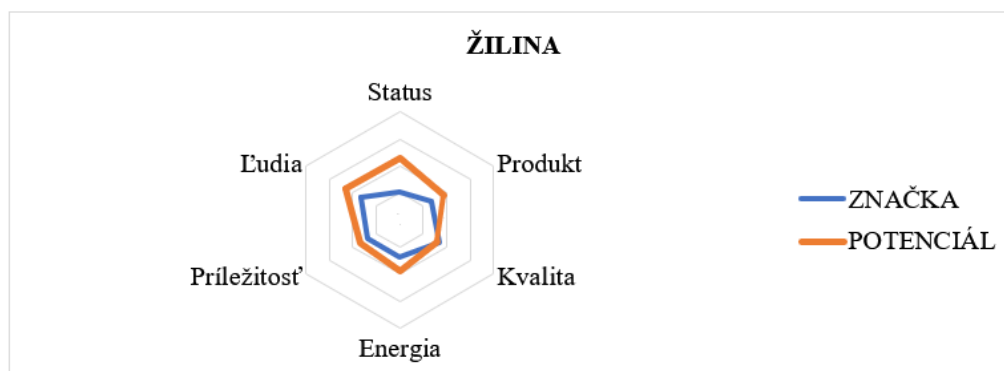 ŽILINA
Status
Ľudia
Produkt
ZNAČKA
POTENCIÁL
Príležitosť
Kvalita
Energia